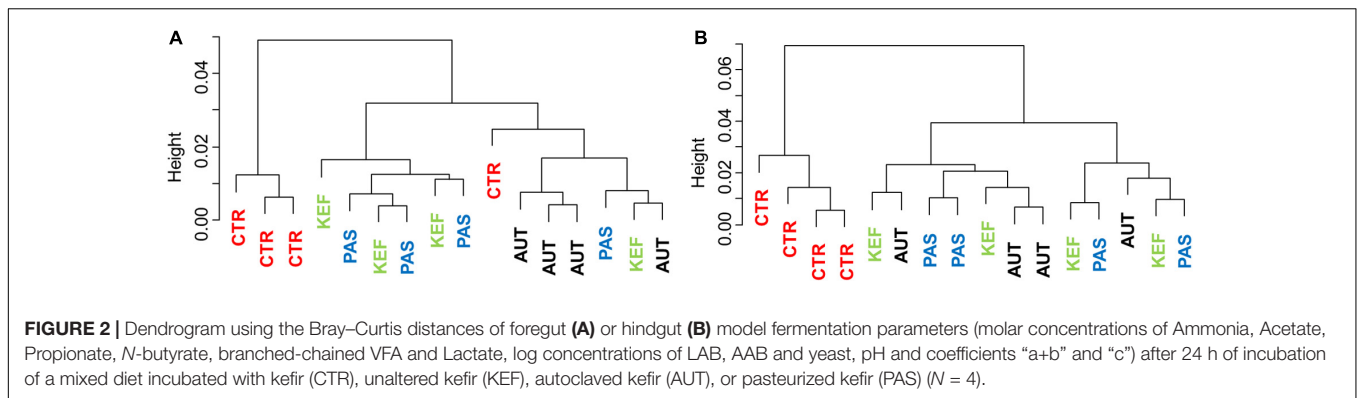 A
Height
0.00
0.02
0.04
CTR
CTR
CTR
KEF
PAS
KEF
PAS
KEF
PAS
CTR
AUT
AUT
AUT
PAS
KEF
AUT
B
Height
0.00
0.02
0.04
0.06
CTR
CTR
CTR
CTR
KEF
AUT
PAS
PAS
KEF
AUT
AUT
KEF
PAS
AUT
KEF
PAS
FIGURE 2 | Dendrogram using the Bray–Curtis distances of foregut (A) or hindgut (B) model fermentation parameters (molar concentrations of Ammonia, Acetate,
Propionate, N-butyrate, branched-chained VFA and Lactate, log concentrations of LAB, AAB and yeast, pH and coefficients “a+b” and “c”) after 24 h of incubation
of a mixed diet incubated with kefir (CTR), unaltered kefir (KEF), autoclaved kefir (AUT), or pasteurized kefir (PAS) (N = 4).